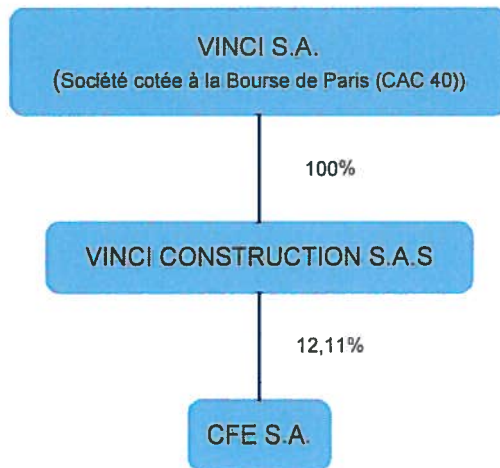 VINCI S.A.
(Société cotée à la Bourse de Paris (CAC 40))
100%
VINCI CONSTRUCTION S.A.S
12,11%
CFE S.A.